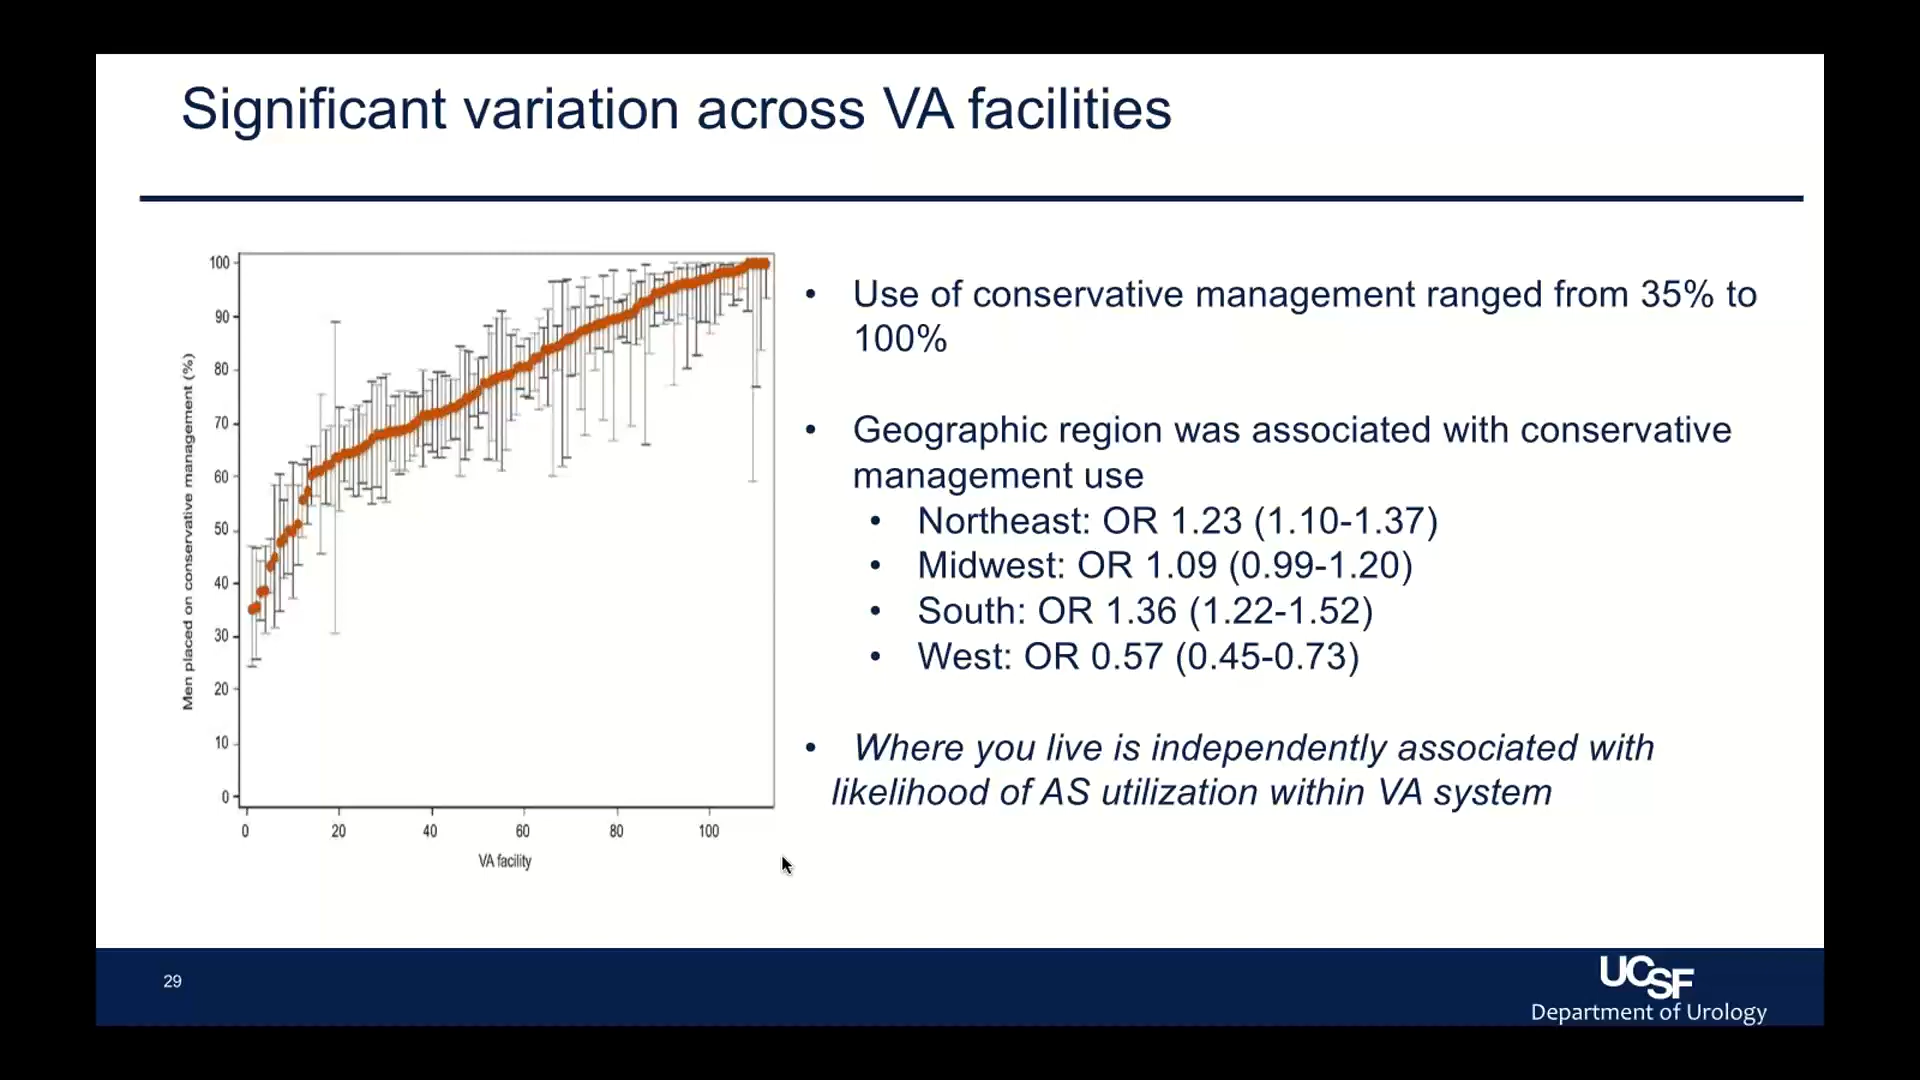 Significant variation across VA facilities
100
90
80
70
60
50
40
30
20
10
0
Men placed on conservative management (%)
0 20 40 60 80 100
VA facility
• Use of conservative management ranged from 35% to
100%
• Geographic region was associated with conservative
management use
• Northeast: OR 1.23 (1.10-1.37)
• Midwest: OR 1.09 (0.99-1.20)
• South: OR 1.36 (1.22-1.52)
• West: OR 0.57 (0.45-0.73)
• Where you live is independently associated with
likelihood of AS utilization within VA system
29
UCSF
Department of Urology